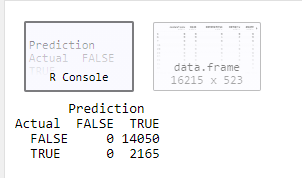 Prediction
Actual FALSE
TRUE
R Console
data.frame
16215 x 523
Prediction
Actual FALSE TRUE
FALSE 0 14050
TRUE 0 2165